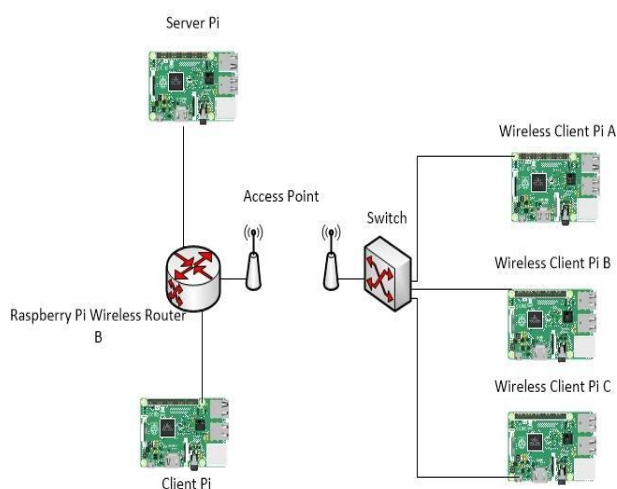 Server Pi
Wireless Client Pi A
Access Point
Switch
Wireless Client Pi B
Raspberry Pi Wireless Router
B
Wireless Client Pi C
Client Pi